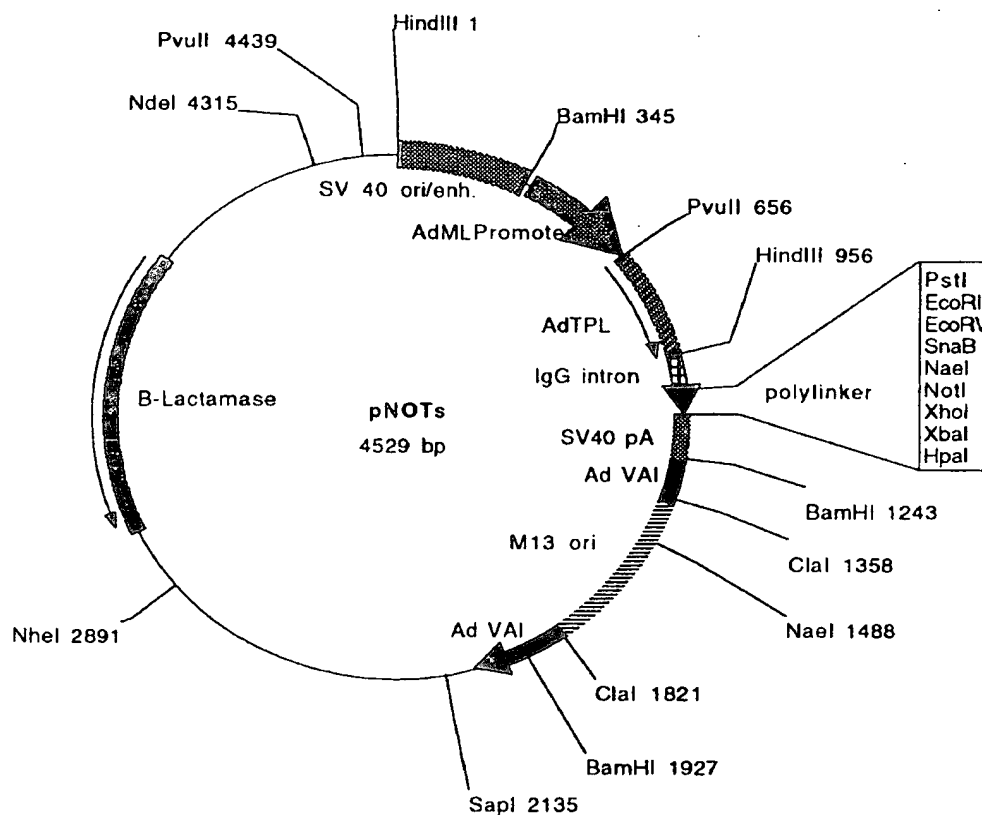 HindIII 1
PvuII 4439
NdeI 4315
BamHI 345
SV 40 ori/enh.
PvuII 656
AdMLPromote
HindIII 956
PstI
EcoRI
EcoRV
SnaB
NaeI
NotI
XhoI
XbaI
HpaI
AdTPL
IgG intron
polylinker
B-Lactamase
pNOTs
4529 bp
SV40 pA
Ad VAI
BamHI 1243
M13 ori
ClaI 1358
NaeI 1488
NheI 2891
Ad VAI
ClaI 1821
BamHI 1927
SapI 2135